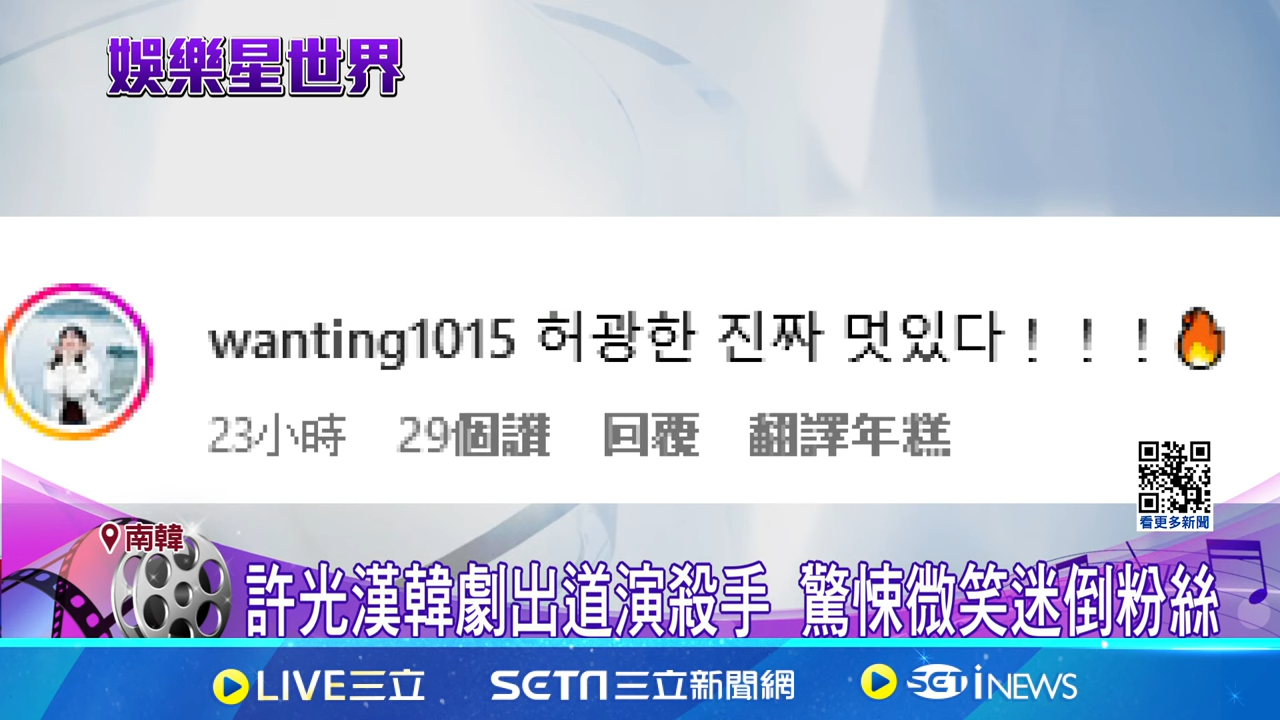 娛樂星世界
wanting1015 허광한 진짜 멋있다！！！🔥
23小時 29個讚 回覆 翻譯年糕
看更多新聞
南韓
許光漢韓劇出道演殺手 驚悚微笑迷倒粉絲
LIVE三立 SETN三立新聞網 SETiNEWS